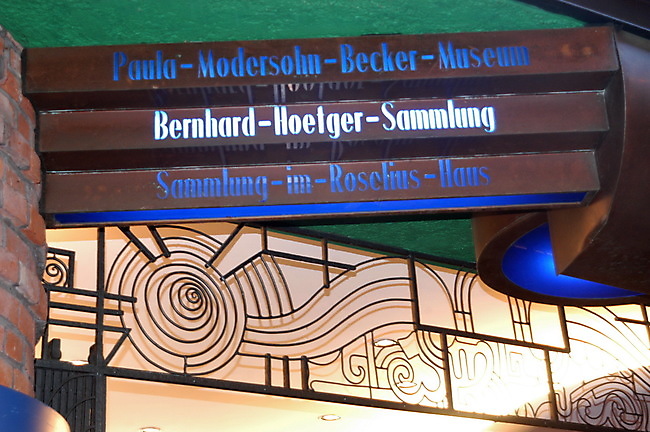 Paula-Modersohn-Becker-Museum
Bernhard-Hoetger-Sammlung
Sammlung-im-Roselius-Haus